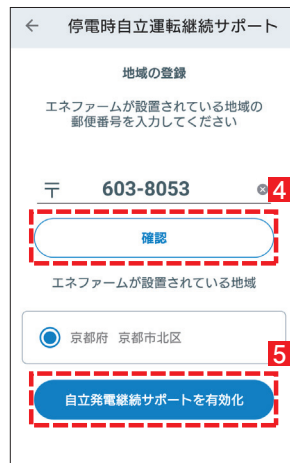 ← 停電時自立運転継続サポート
地域の登録
エネファームが設置されている地域の
郵便番号を入力してください
〒 603-8053
4
確認
エネファームが設置されている地域
京都府 京都市北区
5
自立発電継続サポートを有効化